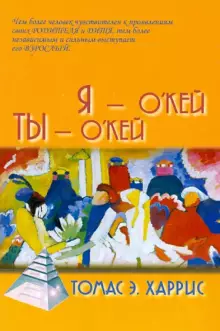 Чем более человек чувствителен к проявлениям
своих РОДИТЕЛЯ и ДИТЯ, тем более
независимым и сильным выступает
его ВЗРОСЛЫЙ.
Я – О'КЕЙ
ТЫ – О'КЕЙ
ТОМАС Э. ХАРРИС